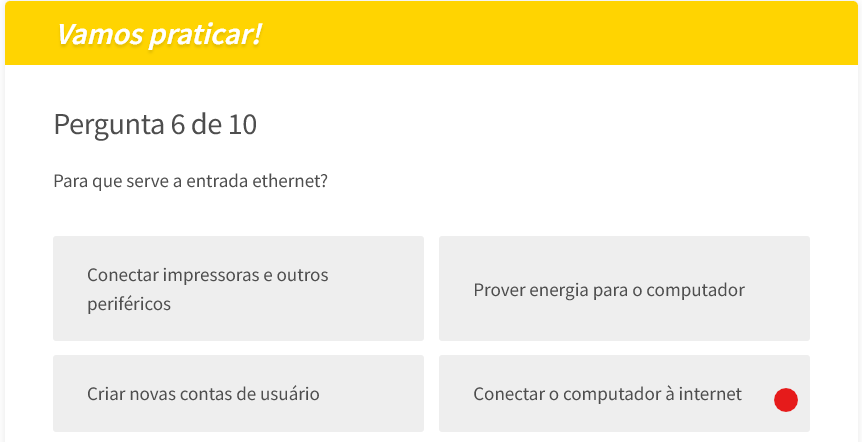 Vamos praticar!
Pergunta 6 de 10
Para que serve a entrada ethernet?
Conectar impressoras e outros
periféricos
Prover energia para o computador
Criar novas contas de usuário
Conectar o computador à internet